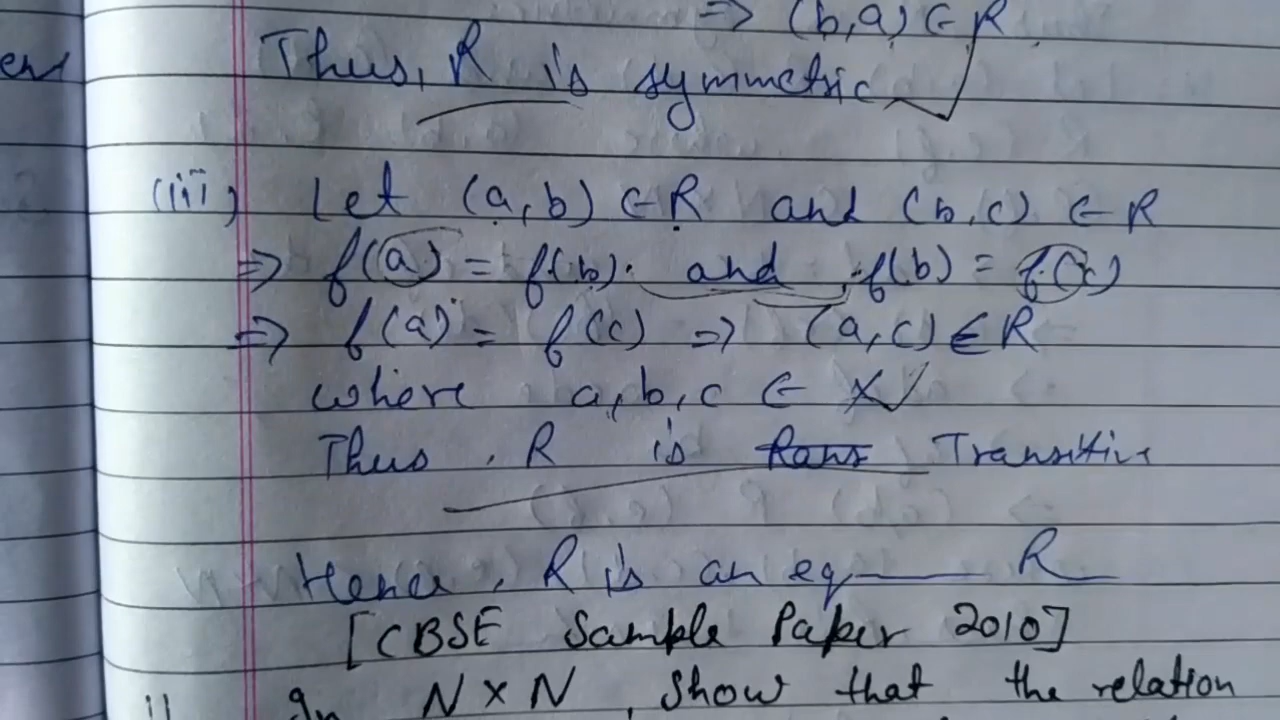 ⇒ (b,a) ∈ R
Thus, R is symmetric
(iii) Let (a,b) ∈ R and (b,c) ∈ R
⇒ f(a) = f(b). and f(b) = f(c)
⇒ f(a) = f(c) ⇒ (a,c) ∈ R
where a,b,c ∈ X
Thus, R is Transitive
Hence, R is an eq—— R
[CBSE Sample Paper 2010]
11 In N×N, Show that the relation